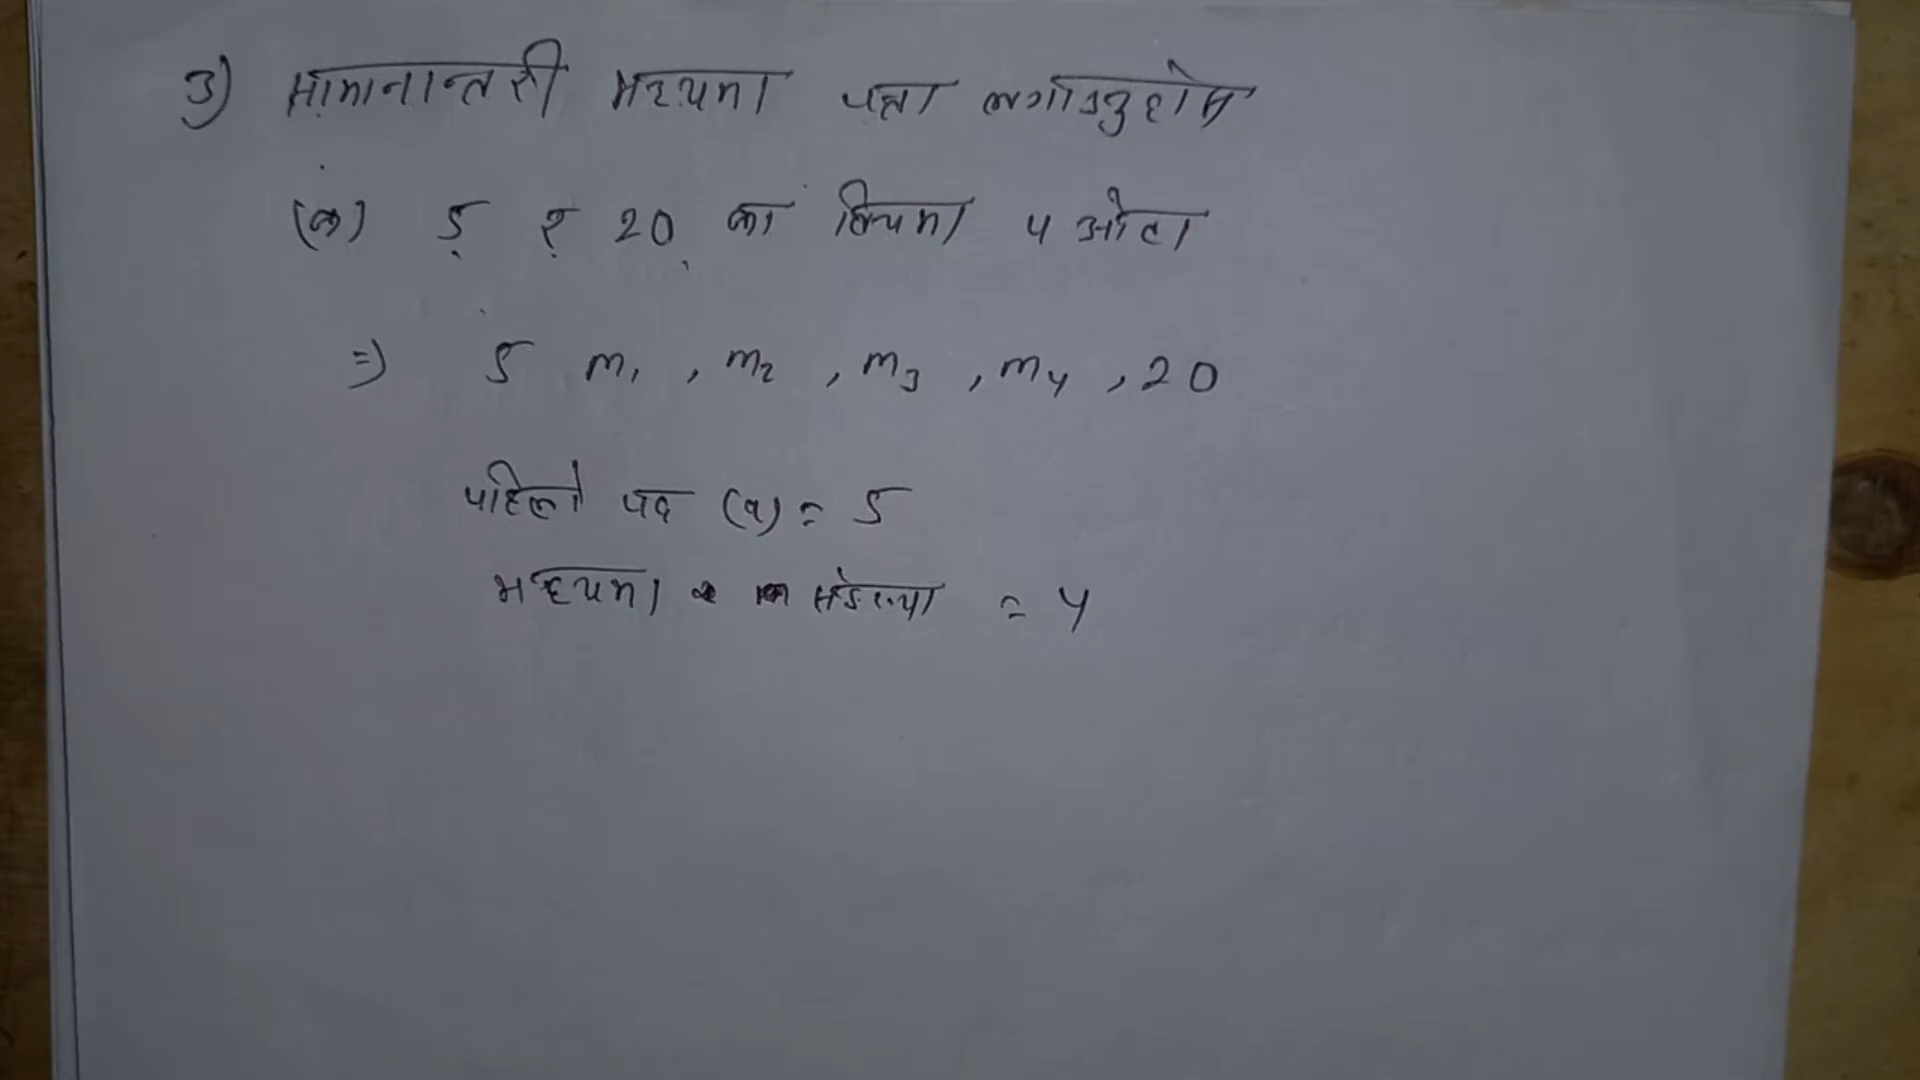 3) सामानान्तरी मध्यमा पत्ता लगाउनुहोस
(क) 5 र 20 का बिचमा 4 ओटा
⇒ 5 m₁ , m₂ , m₃ , m₄ , 20
पहिलो पद (a) = 5
मध्यमा संङख्या = 4